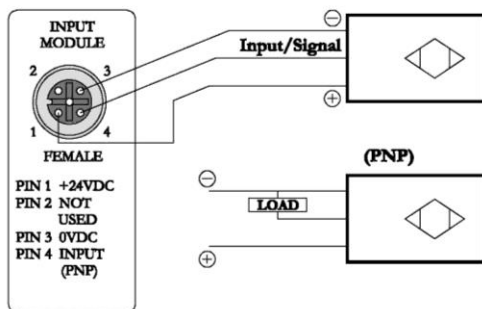 INPUT
MODULE
2 3
1 4
FEMALE
PIN 1 +24VDC
PIN 2 NOT
USED
PIN 3 0VDC
PIN 4 INPUT
(PNP)
−
Input/Signal
+
(PNP)
−
LOAD
+